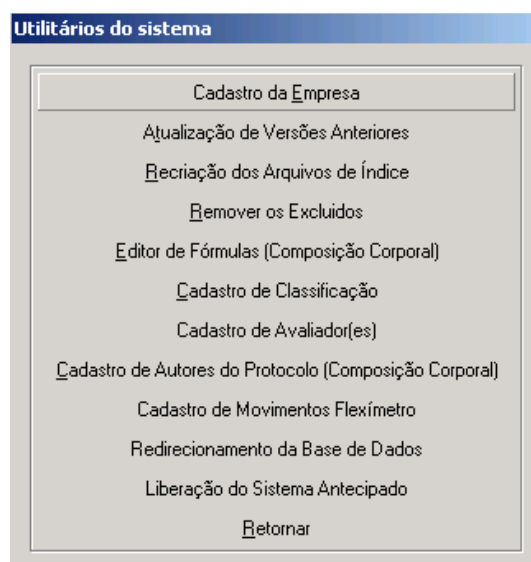 Utilitários do sistema
Cadastro da Empresa
Atualização de Versões Anteriores
Recriação dos Arquivos de Índice
Remover os Excluidos
Editor de Fórmulas (Composição Corporal)
Cadastro de Classificação
Cadastro de Avaliador(es)
Cadastro de Autores do Protocolo (Composição Corporal)
Cadastro de Movimentos Flexímetro
Redirecionamento da Base de Dados
Liberação do Sistema Antecipado
Retornar